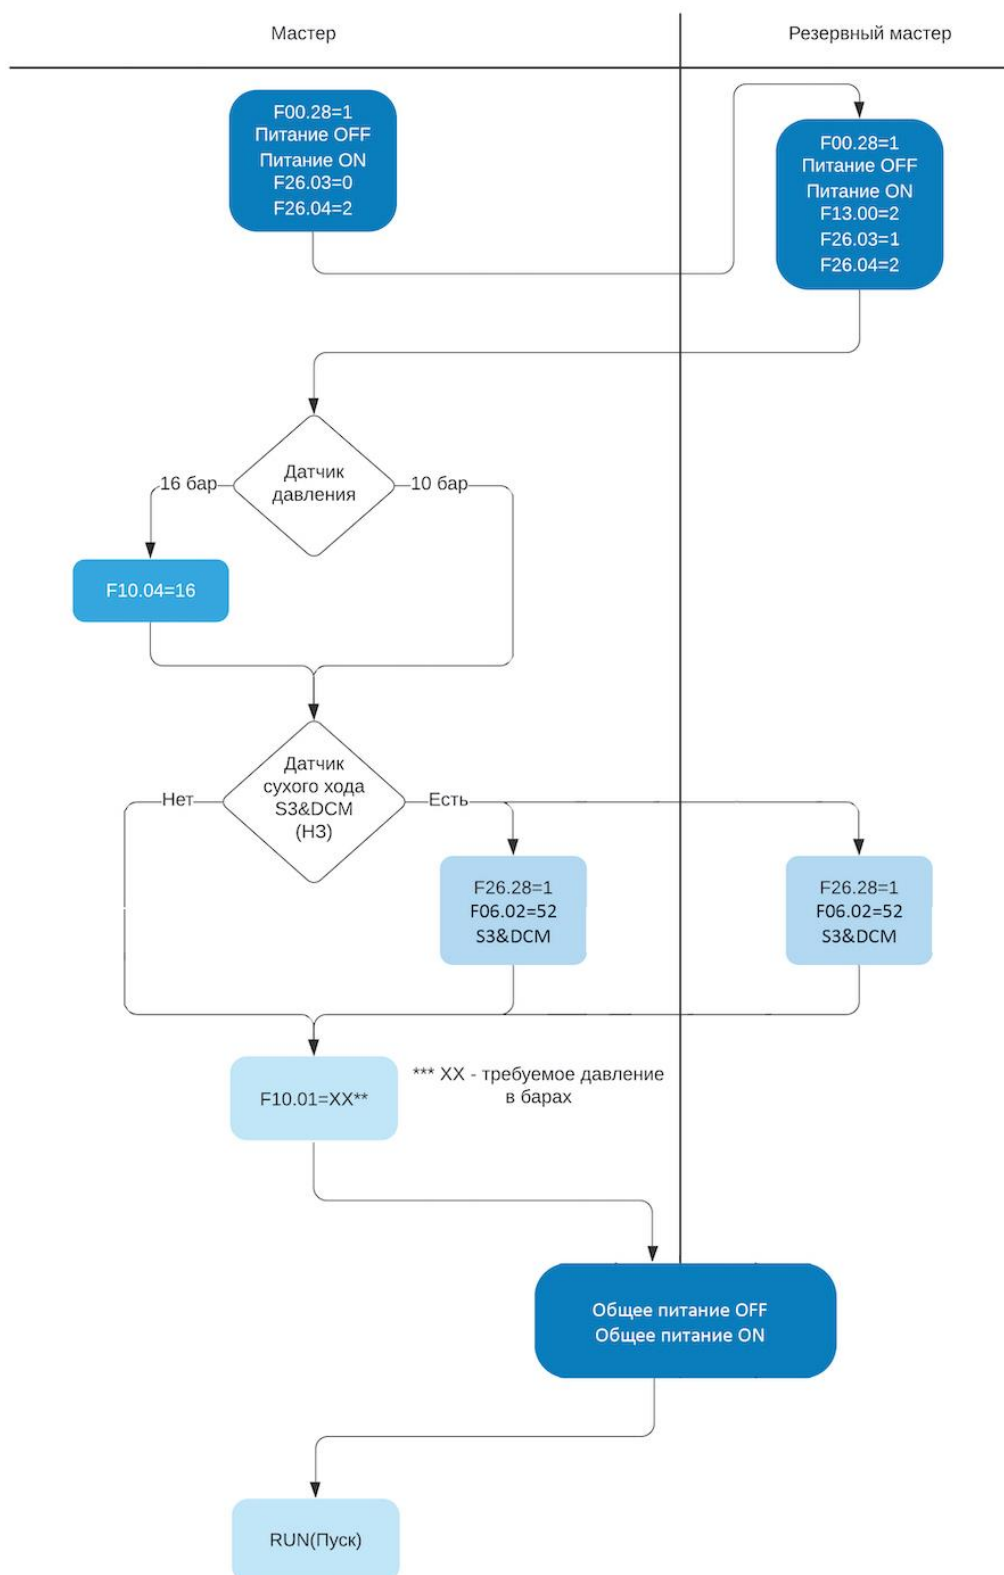 Мастер
Резервный мастер
F00.28=1
Питание OFF
Питание ON
F26.03=0
F26.04=2
F00.28=1
Питание OFF
Питание ON
F13.00=2
F26.03=1
F26.04=2
Датчик
давления
16 бар
10 бар
F10.04=16
Датчик
сухого хода
S3&DCM
(НЗ)
Нет
Есть
F26.28=1
F06.02=52
S3&DCM
F26.28=1
F06.02=52
S3&DCM
F10.01=XX**
*** XX - требуемое давление
в барах
Общее питание OFF
Общее питание ON
RUN(Пуск)